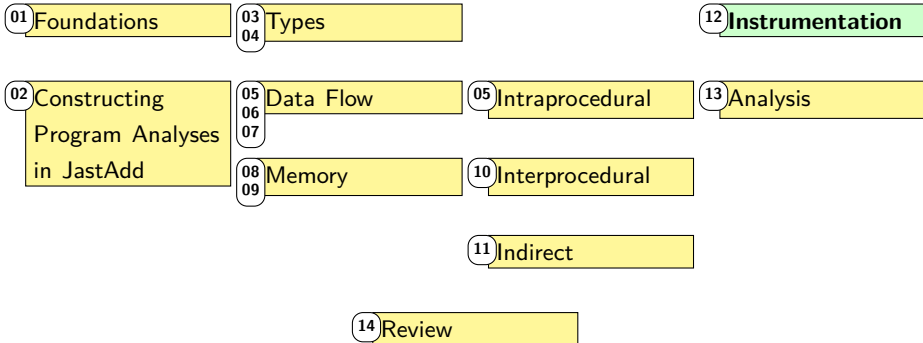 01 Foundations
03 04 Types
12 Instrumentation
02 Constructing
Program Analyses
in JastAdd
05 06 07 Data Flow
05 Intraprocedural
13 Analysis
08 09 Memory
10 Interprocedural
11 Indirect
14 Review